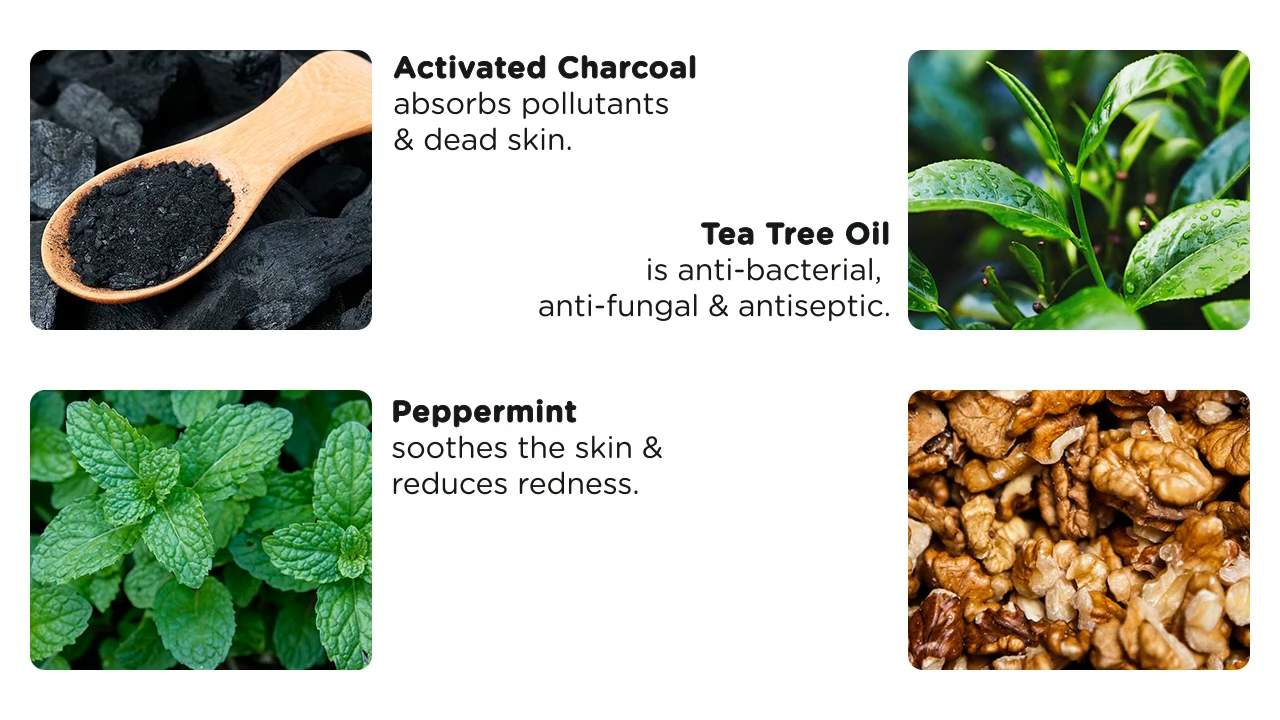 Activated Charcoal
absorbs pollutants
& dead skin.
Tea Tree Oil
is anti-bacterial,
anti-fungal & antiseptic.
Peppermint
soothes the skin &
reduces redness.